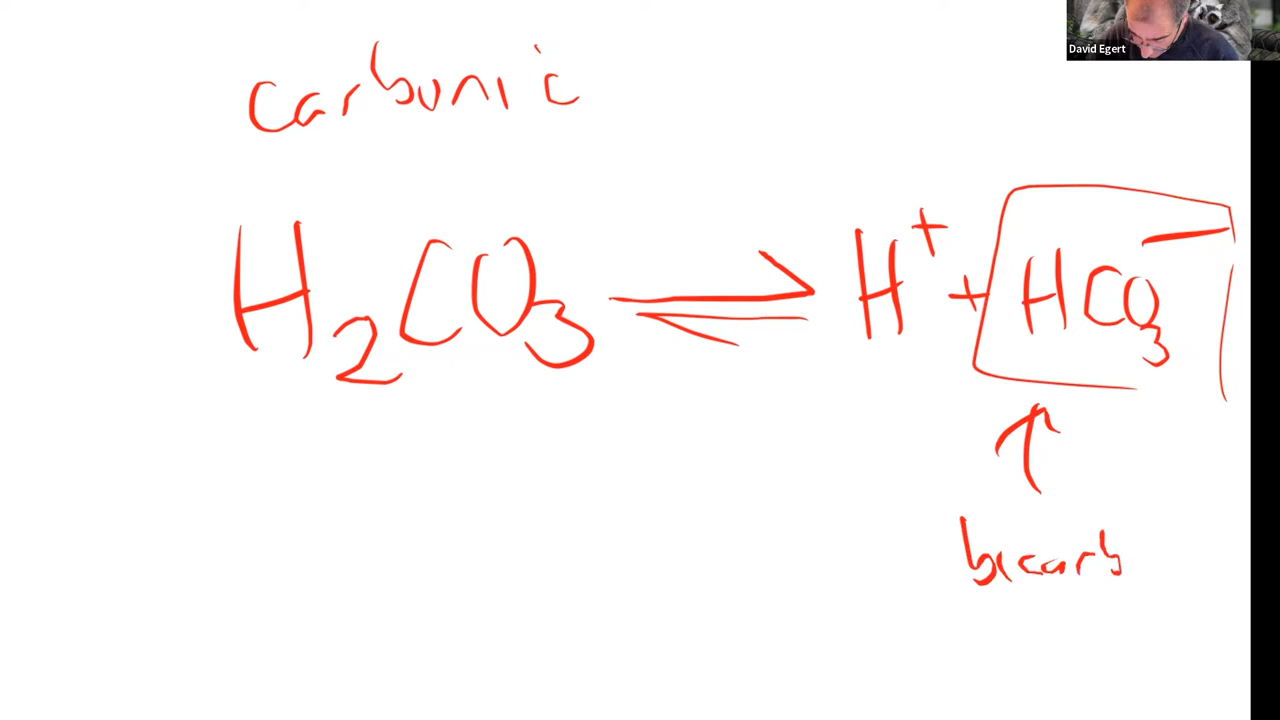 David Egert
carbonic
H₂CO₃ ⇌ H⁺ + HCO₃⁻
↑
bicarb